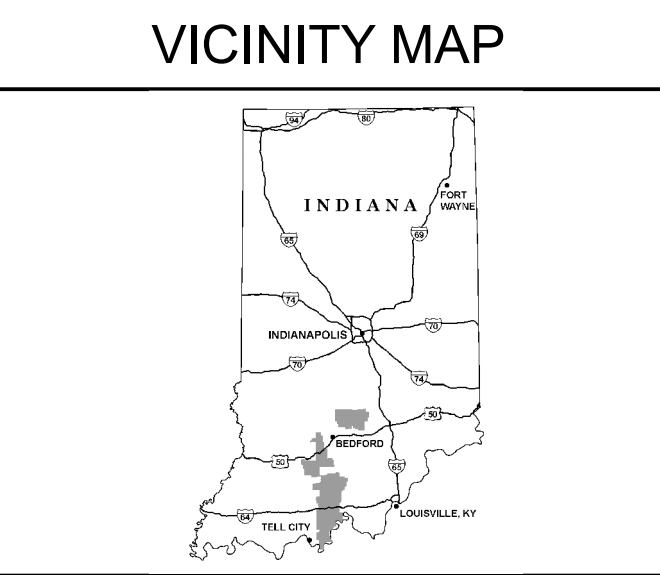 VICINITY MAP
94
80
FORT
WAYNE
INDIANA
69
65
74
70
INDIANAPOLIS
70
74
50
BEDFORD
50
65
64
LOUISVILLE, KY
TELL CITY